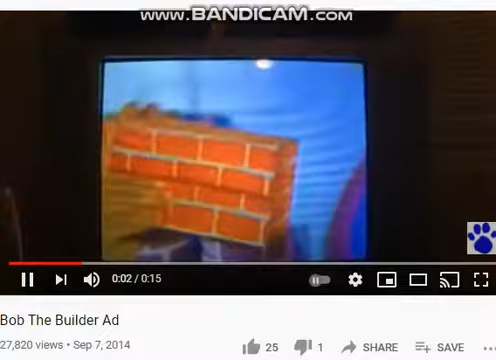 WWW.BANDICAM.COM
0:02 / 0:15
Bob The Builder Ad
27,820 views • Sep 7, 2014
25 1 SHARE SAVE